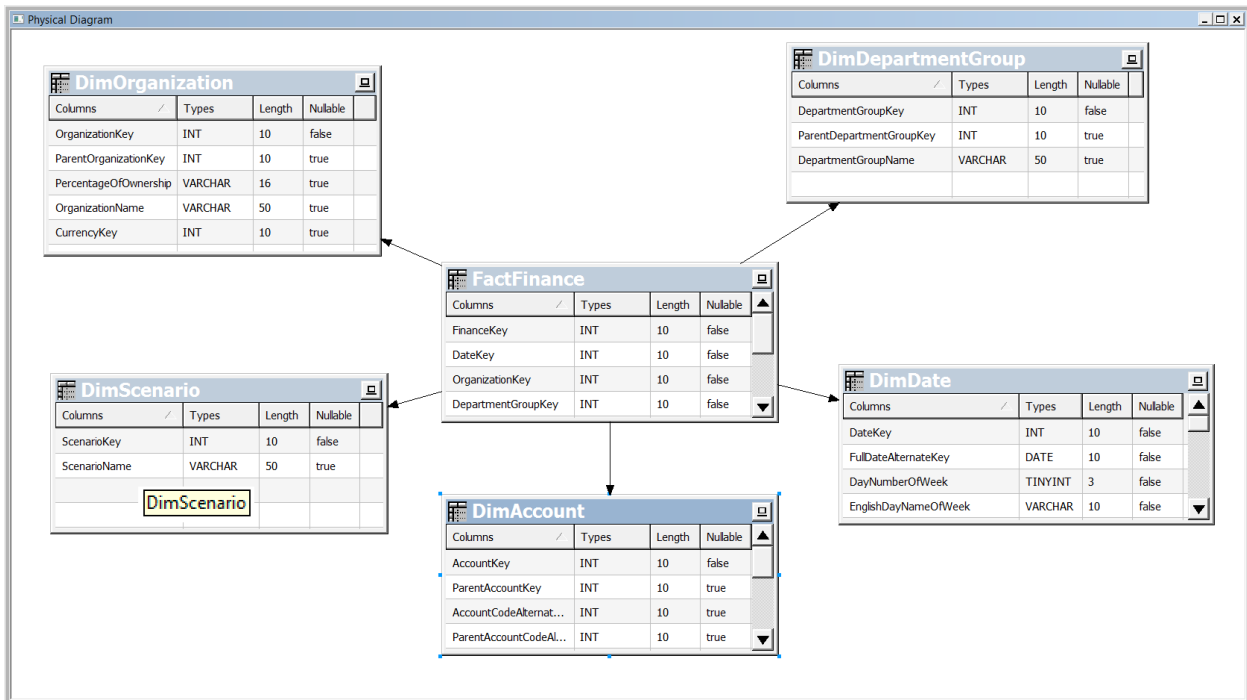 Physical Diagram
DimOrganization
Columns Types Length Nullable
OrganizationKey INT 10 false
ParentOrganizationKey INT 10 true
PercentageOfOwnership VARCHAR 16 true
OrganizationName VARCHAR 50 true
CurrencyKey INT 10 true
DimDepartmentGroup
Columns Types Length Nullable
DepartmentGroupKey INT 10 false
ParentDepartmentGroupKey INT 10 true
DepartmentGroupName VARCHAR 50 true
FactFinance
Columns Types Length Nullable
FinanceKey INT 10 false
DateKey INT 10 false
OrganizationKey INT 10 false
DepartmentGroupKey INT 10 false
DimScenario
Columns Types Length Nullable
ScenarioKey INT 10 false
ScenarioName VARCHAR 50 true
DimScenario
DimDate
Columns Types Length Nullable
DateKey INT 10 false
FullDateAlternateKey DATE 10 false
DayNumberOfWeek TINYINT 3 false
EnglishDayNameOfWeek VARCHAR 10 false
DimAccount
Columns Types Length Nullable
AccountKey INT 10 false
ParentAccountKey INT 10 true
AccountCodeAlternat... INT 10 true
ParentAccountCodeAl... INT 10 true